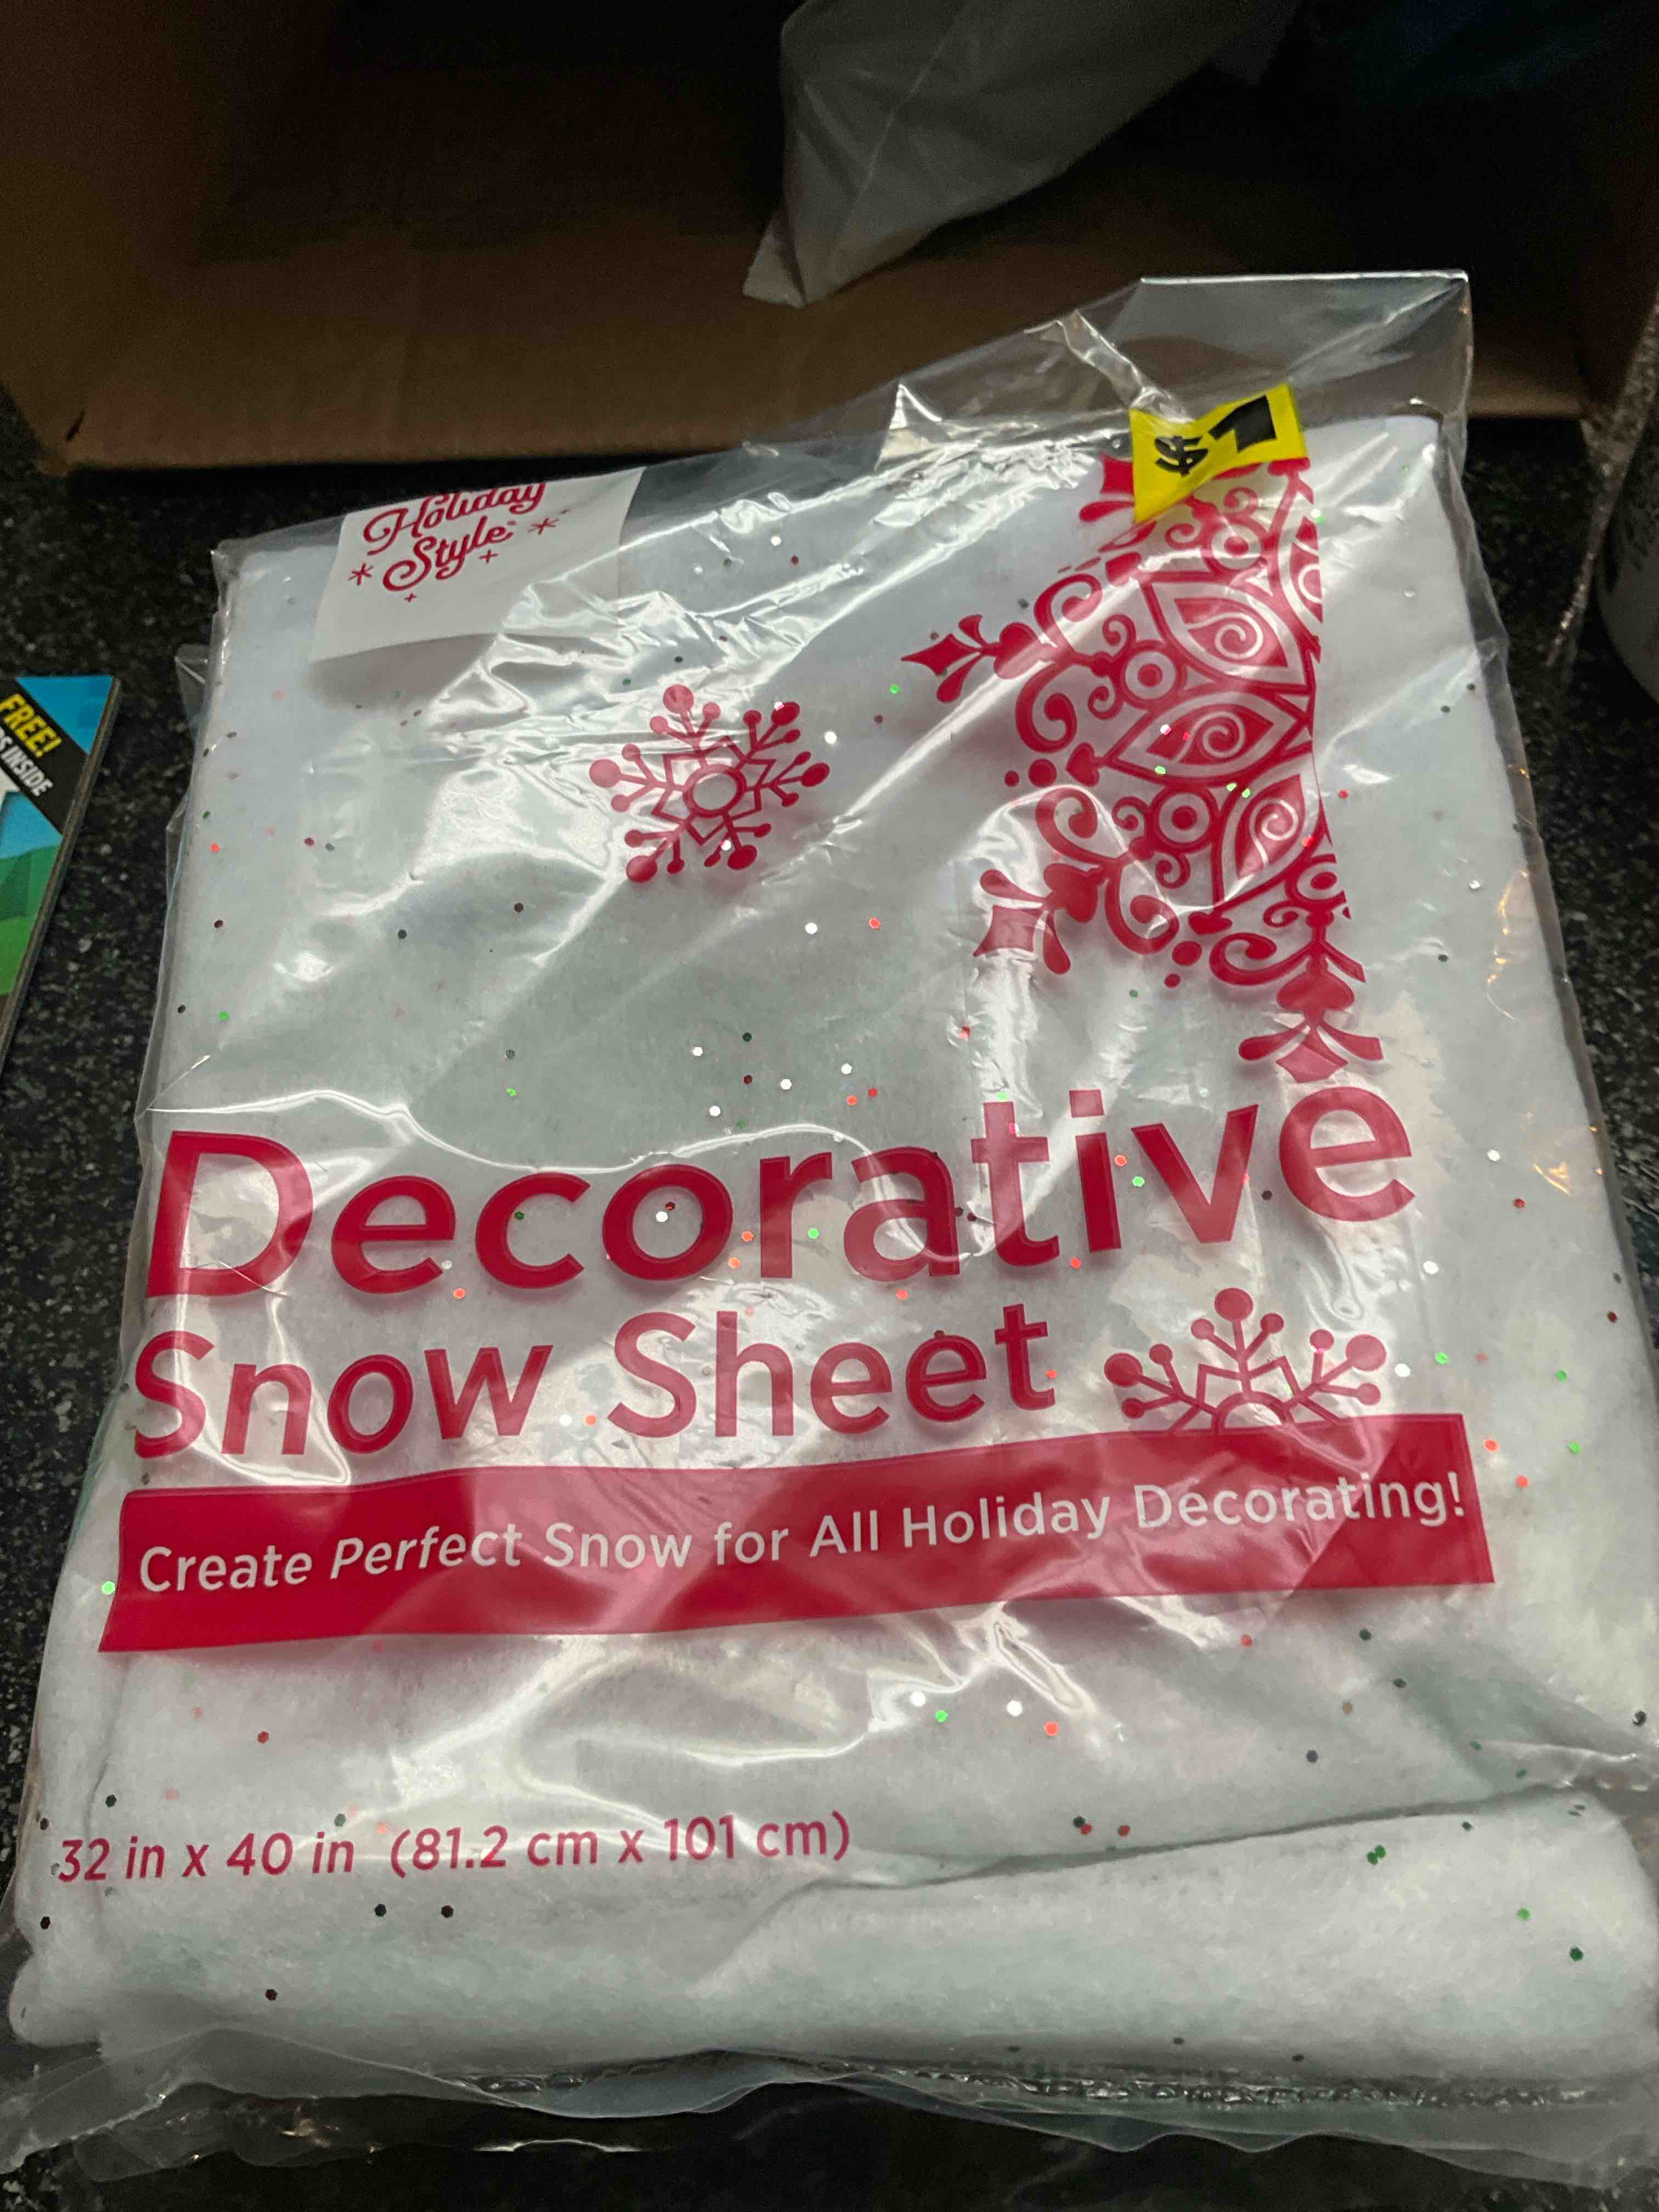 $1
Holiday
Style
FREE!
INSIDE
Decorative
Snow Sheet
Create Perfect Snow for All Holiday Decorating!
32 in x 40 in (81.2 cm x 101 cm)